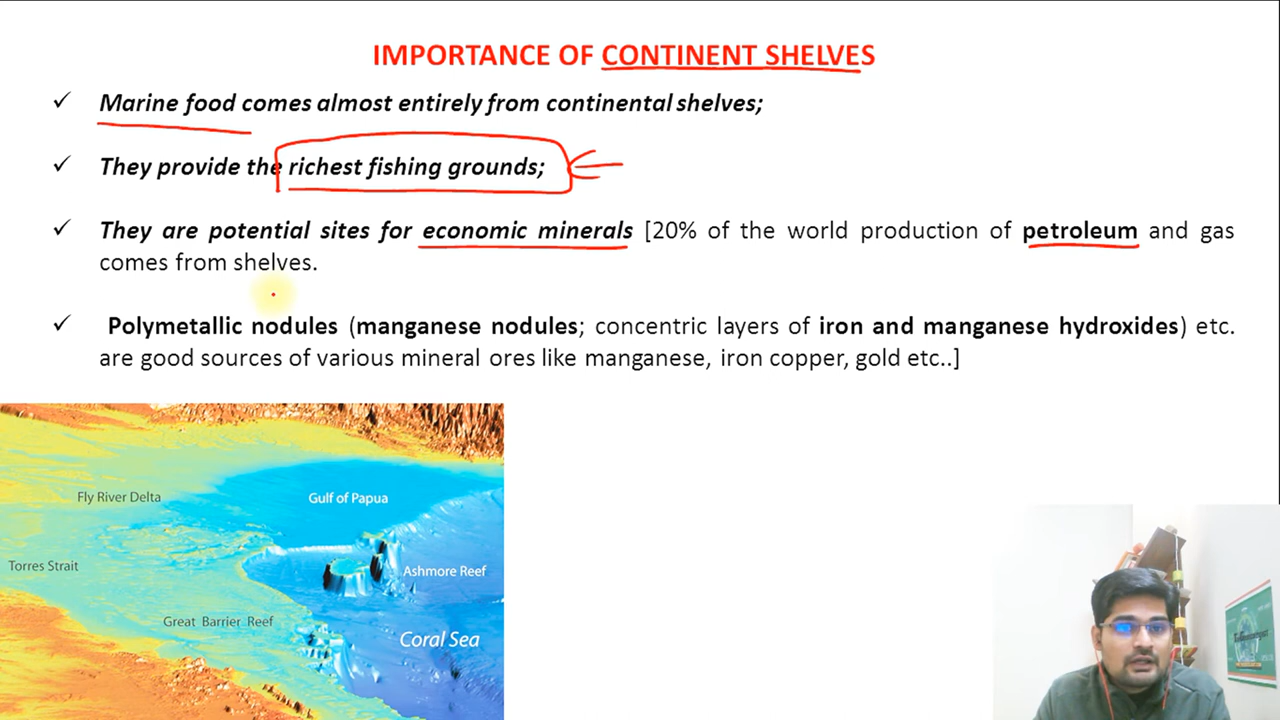 IMPORTANCE OF CONTINENT SHELVES
✓ Marine food comes almost entirely from continental shelves;
✓ They provide the richest fishing grounds;
✓ They are potential sites for economic minerals [20% of the world production of petroleum and gas
comes from shelves.
✓ Polymetallic nodules (manganese nodules; concentric layers of iron and manganese hydroxides) etc.
are good sources of various mineral ores like manganese, iron copper, gold etc..]
Fly River Delta
Gulf of Papua
Torres Strait
Ashmore Reef
Great Barrier Reef
Coral Sea